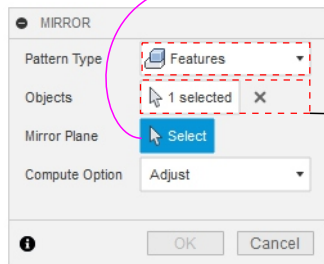 MIRROR
Pattern Type Features
Objects 1 selected
Mirror Plane Select
Compute Option Adjust
OK Cancel